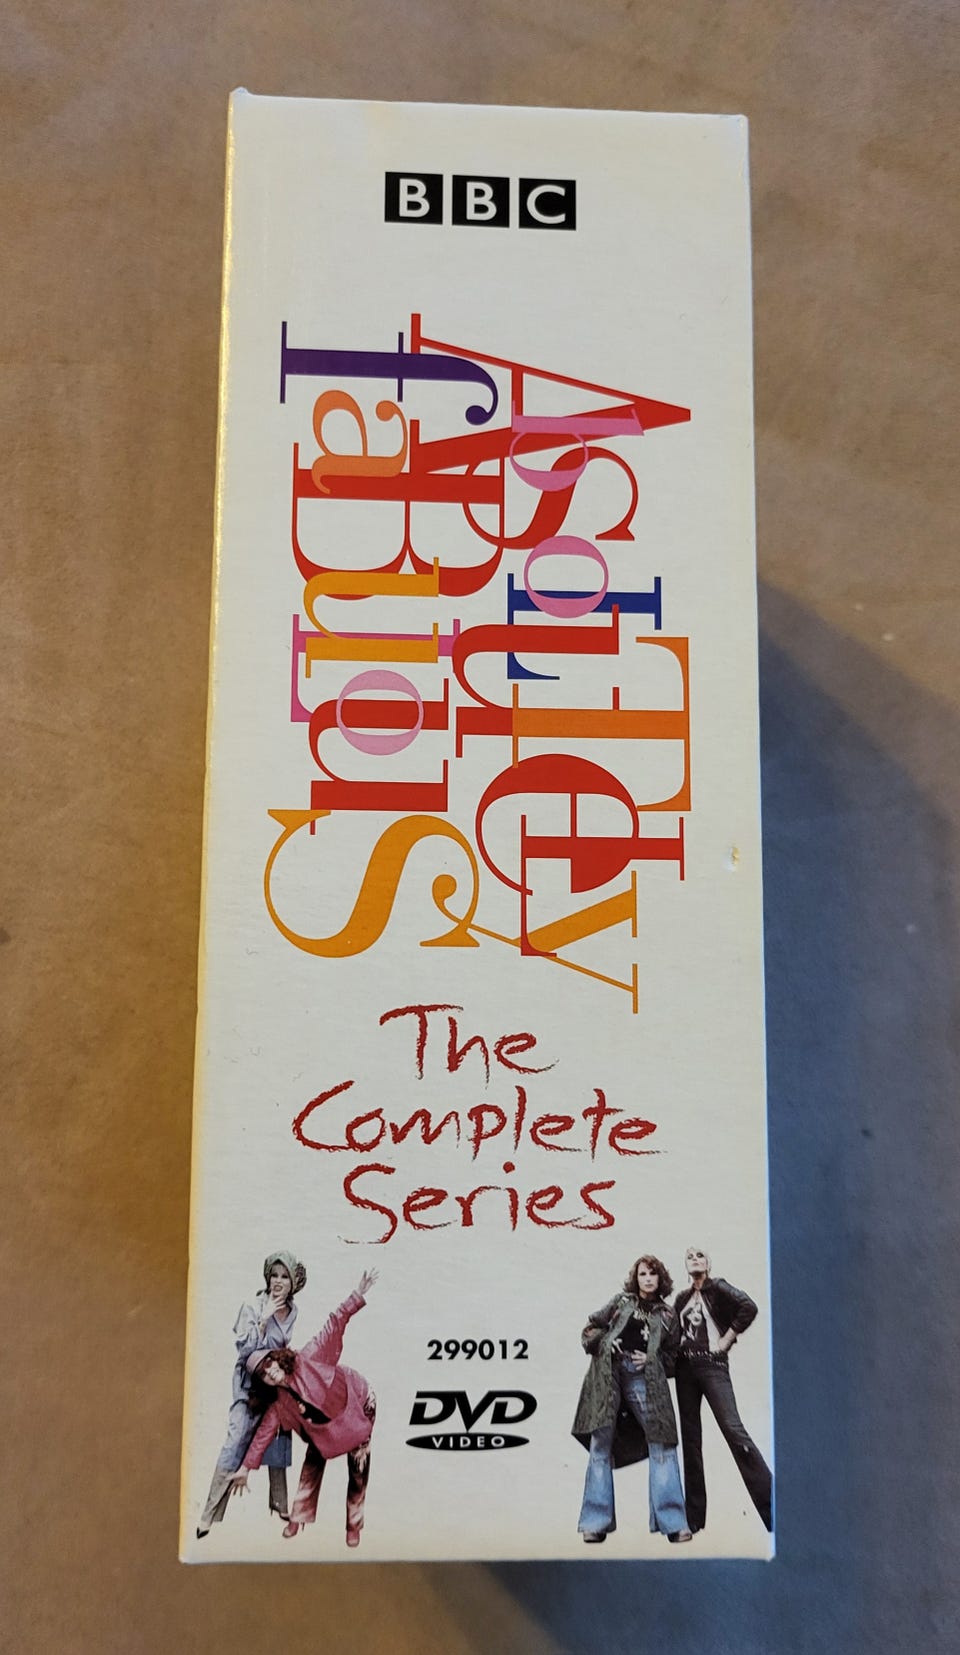 BBC
AbsoLuTely
faBuLouS
The
Complete
Series
299012
DVD
VIDEO